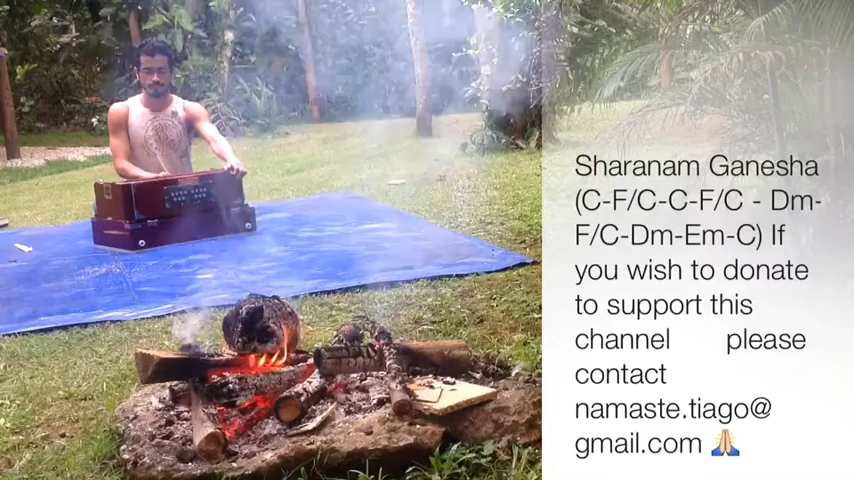 Sharanam Ganesha
(C-F/C-C-F/C - Dm-
F/C-Dm-Em-C) If
you wish to donate
to support this
channel please
contact
namaste.tiago@
gmail.com 🙏🏼